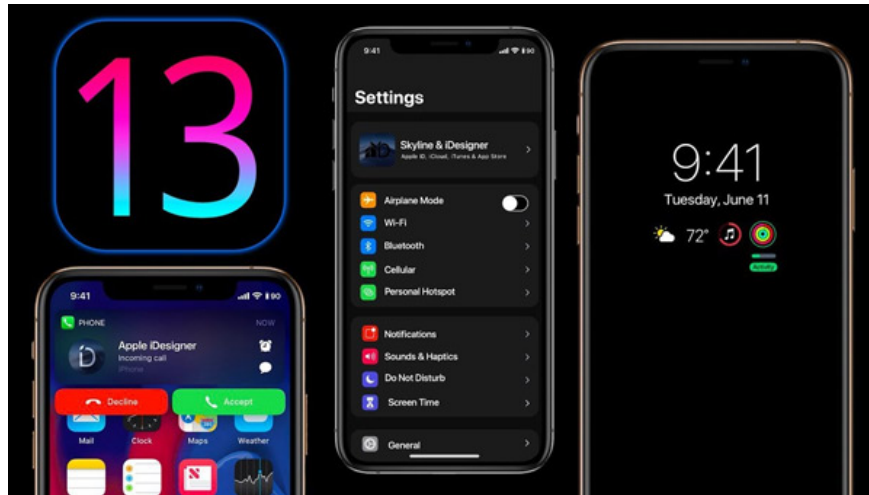 13
9:41
90
PHONE
NOW
Apple iDesigner
Incoming call
iPhone
Decline
Accept
Mail
Clock
Maps
Weather
9:41
90
Settings
Skyline & iDesigner
Apple ID, iCloud, iTunes & App Store
Airplane Mode
Wi-Fi
Bluetooth
Cellular
Personal Hotspot
Notifications
Sounds & Haptics
Do Not Disturb
Screen Time
General
9:41
Tuesday, June 11
72°
Activity